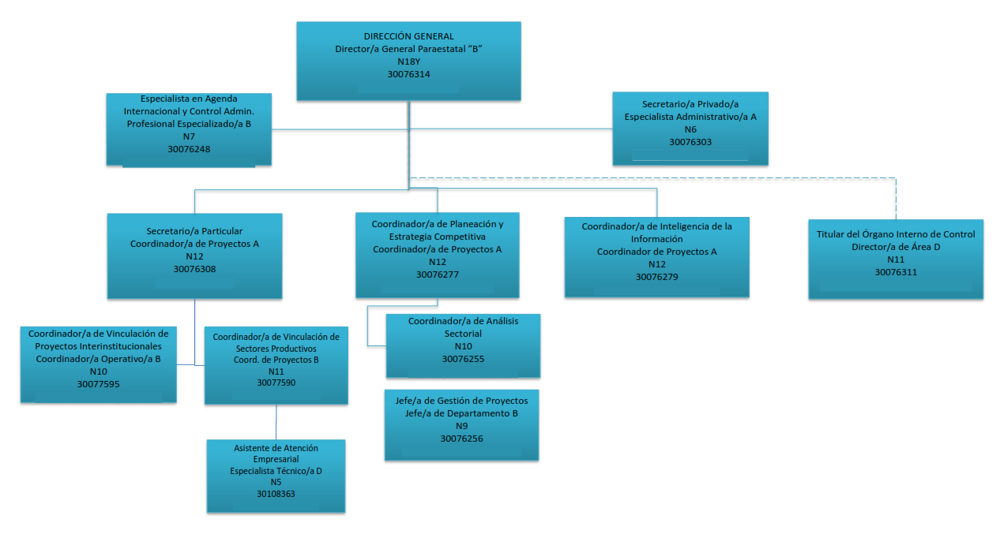 DIRECCIÓN GENERAL
Director/a General Paraestatal “B”
N18Y
30076314
Especialista en Agenda
Internacional y Control Admin.
Profesional Especializado/a B
N7
30076248
Secretario/a Privado/a
Especialista Administrativo/a A
N6
30076303
Secretario/a Particular
Coordinador/a de Proyectos A
N12
30076308
Coordinador/a de Planeación y
Estrategia Competitiva
Coordinador/a de Proyectos A
N12
30076277
Coordinador/a de Inteligencia de la
Información
Coordinador de Proyectos A
N12
30076279
Titular del Órgano Interno de Control
Director/a de Área D
N11
30076311
Coordinador/a de Vinculación de
Proyectos Interinstitucionales
Coordinador/a Operativo/a B
N10
30077595
Coordinador/a de Vinculación de
Sectores Productivos
Coord. de Proyectos B
N11
30077590
Coordinador/a de Análisis
Sectorial
N10
30076255
Jefe/a de Gestión de Proyectos
Jefe/a de Departamento B
N9
30076256
Asistente de Atención
Empresarial
Especialista Técnico/a D
N5
30108363